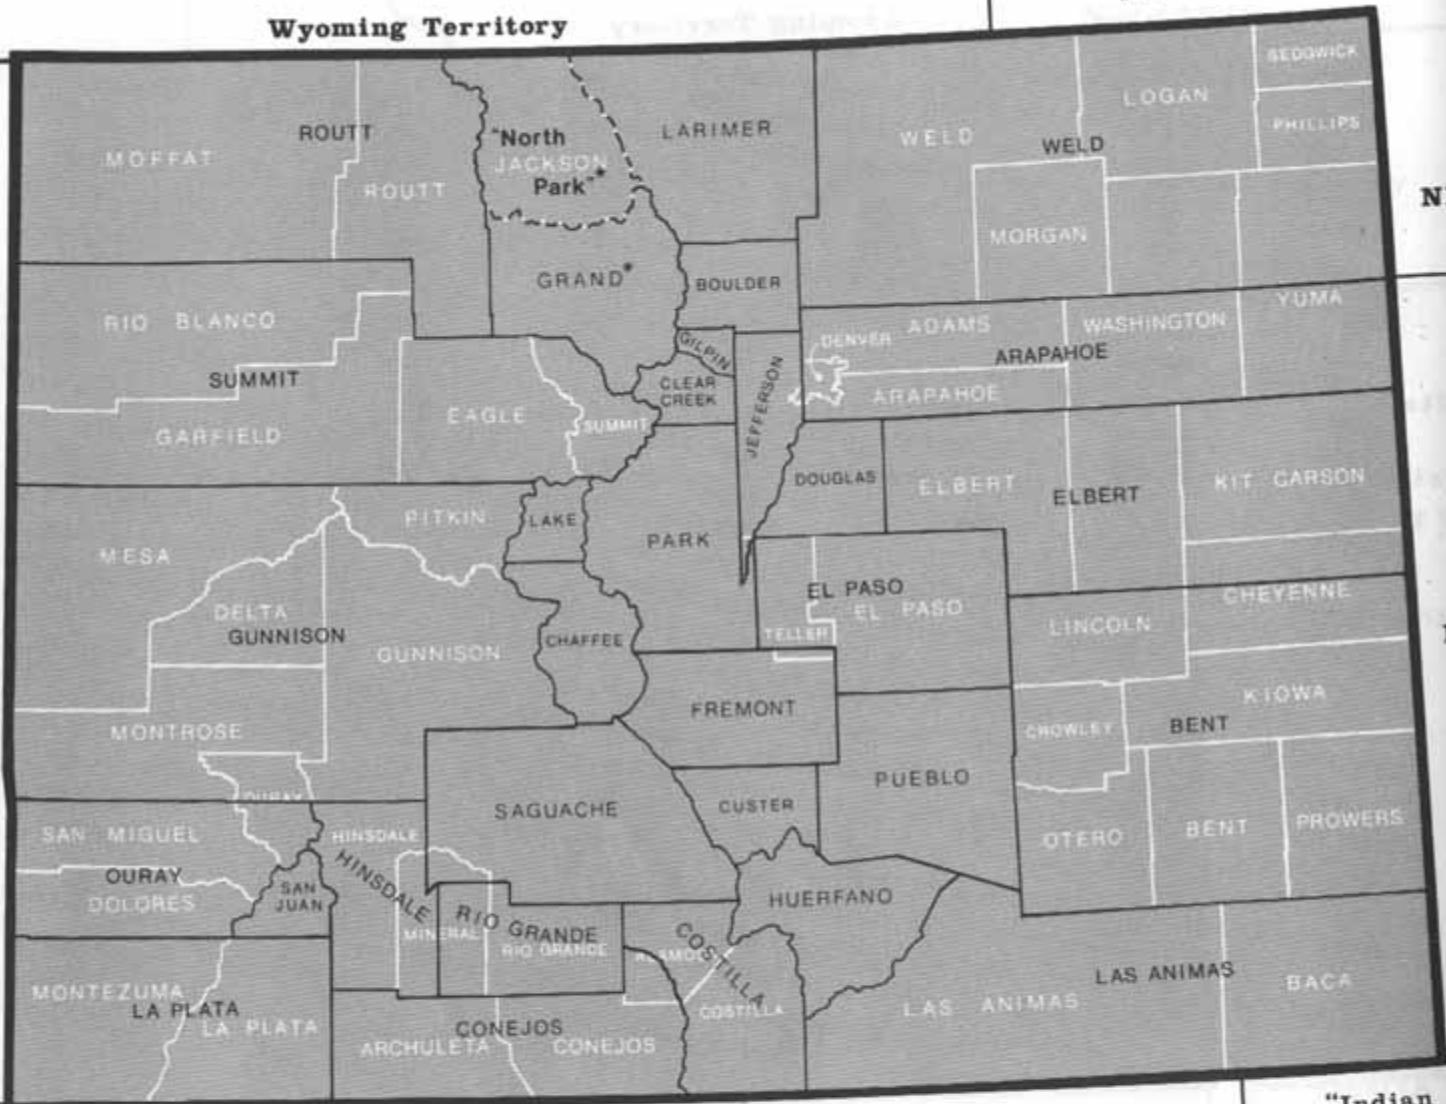 Wyoming Territory
SEDGWICK
LOGAN
PHILLIPS
MOFFAT
ROUTT
ROUTT
"North
JACKSON
Park"*
LARIMER
WELD
WELD
MORGAN
N
GRAND*
BOULDER
RIO BLANCO
SUMMIT
GARFIELD
EAGLE
SUMMIT
GILPIN
CLEAR
CREEK
JEFFERSON
DENVER
ADAMS
WASHINGTON
YUMA
ARAPAHOE
ARAPAHOE
DOUGLAS
ELBERT
ELBERT
KIT CARSON
MESA
PITKIN
LAKE
PARK
DELTA
GUNNISON
GUNNISON
CHAFFEE
EL PASO
EL PASO
TELLER
LINCOLN
CHEYENNE
MONTROSE
FREMONT
CROWLEY
BENT
KIOWA
OURAY
SAGUACHE
CUSTER
PUEBLO
SAN MIGUEL
HINSDALE
HINSDALE
OTERO
BENT
PROWERS
OURAY
DOLORES
SAN
JUAN
RIO GRANDE
MINERAL
RIO GRANDE
COSTILLA
HUERFANO
MONTEZUMA
LA PLATA
LA PLATA
CONEJOS
ARCHULETA
CONEJOS
COSTILLA
LAS ANIMAS
LAS ANIMAS
BACA
"Indian